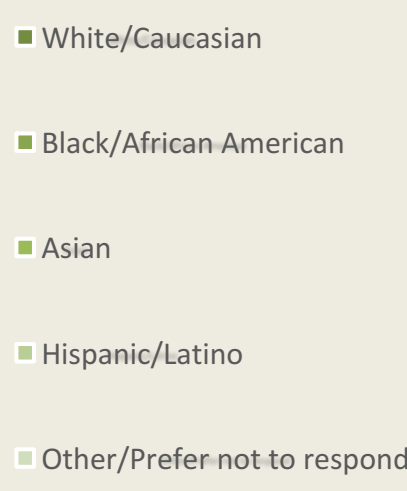 White/Caucasian
Black/African American
Asian
Hispanic/Latino
Other/Prefer not to respond